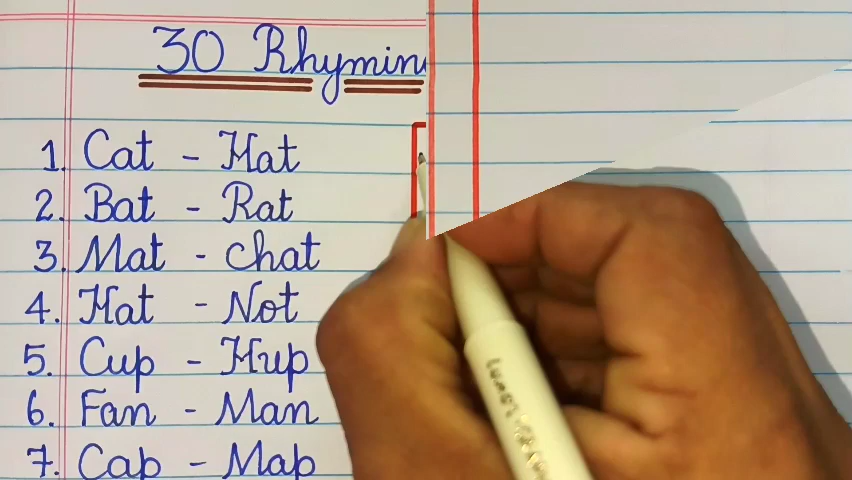 30 Rhymin
1. Cat - Hat
2. Bat - Rat
3. Mat - Chat
4. Hat - Not
5. Cup - Hup
6. Fan - Man
7. Cap - Map